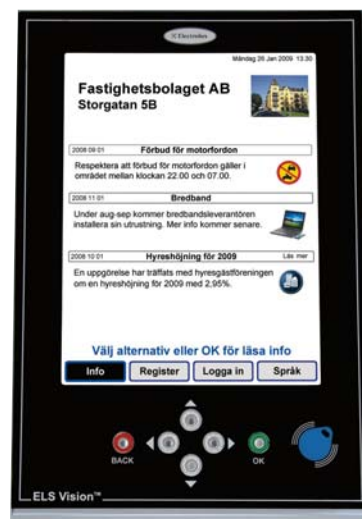 Electrolux
Måndag 26 Jan 2009 13.30
Fastighetsbolaget AB
Storgatan 5B
2008 09 01 Förbud för motorfordon
Respektera att förbud för motorfordon gäller i
området mellan klockan 22.00 och 07.00.
2008 11 01 Bredband
Under aug-sep kommer bredbandsleverantören
installera sin utrustning. Mer info kommer senare.
2008 10 01 Hyreshöjning för 2009 Läs mer
En uppgörelse har träffats med hyresgästföreningen
om en hyreshöjning för 2009 med 2,95%.
Välj alternativ eller OK för läsa info
Info Register Logga in Språk
BACK OK
ELS Vision™